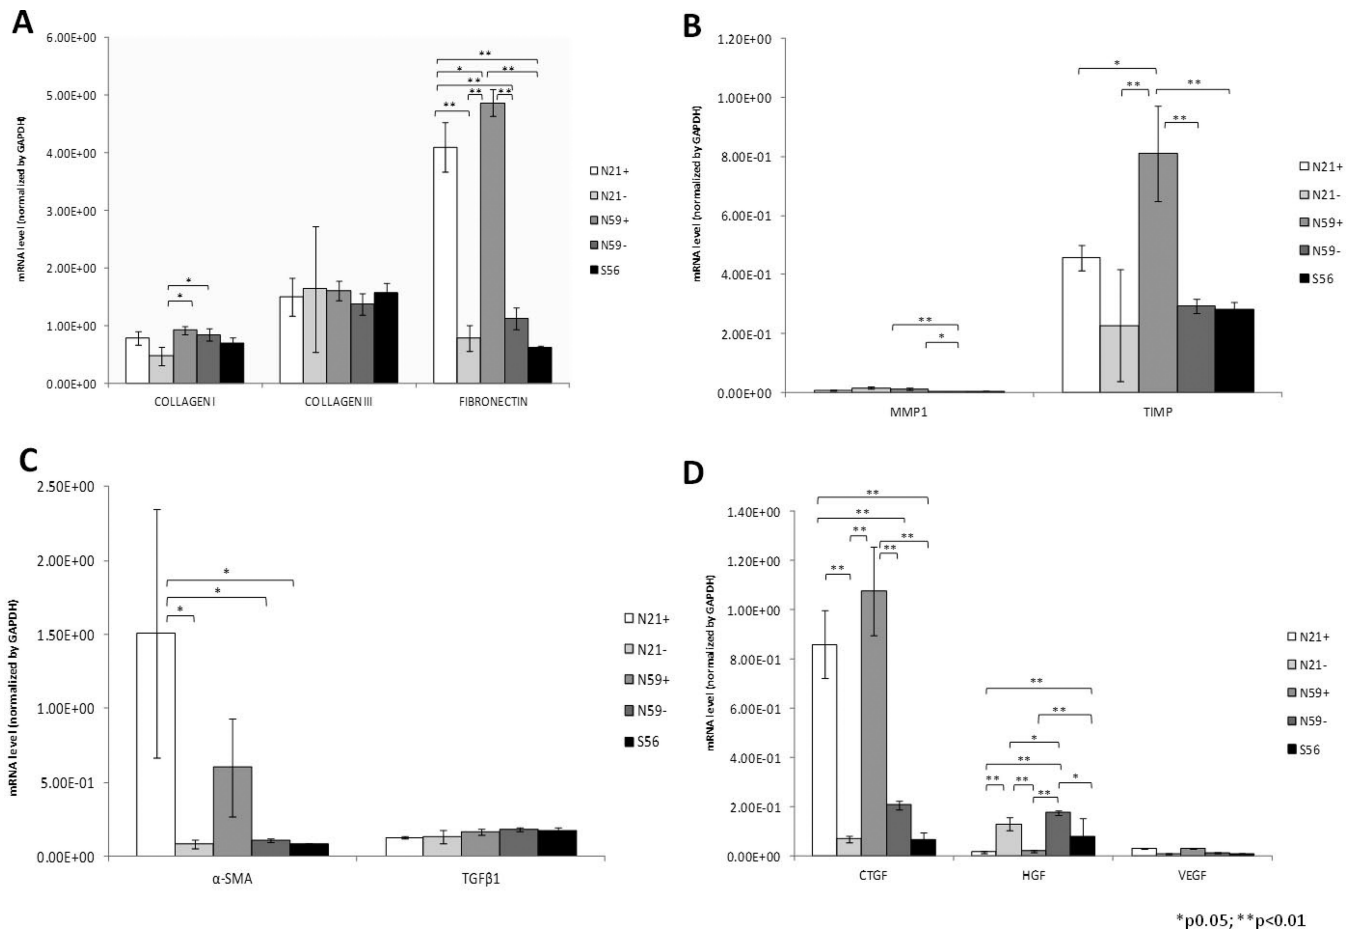 A
mRNA level (normalized by GAPDH)
6.00E+00
5.00E+00
4.00E+00
3.00E+00
2.00E+00
1.00E+00
0.00E+00
** 
* **
**
** **
**
*
*
COLLAGEN I COLLAGEN III FIBRONECTIN
N21+
N21-
N59+
N59-
S56
B
mRNA level (normalized by GAPDH)
1.20E+00
1.00E+00
8.00E-01
6.00E-01
4.00E-01
2.00E-01
0.00E+00
*
** **
**
**
*
MMP1 TIMP
N21+
N21-
N59+
N59-
S56
C
mRNA level (normalized by GAPDH)
2.50E+00
2.00E+00
1.50E+00
1.00E+00
5.00E-01
0.00E+00
*
*
*
α-SMA TGFβ1
N21+
N21-
N59+
N59-
S56
D
mRNA level (normalized by GAPDH)
1.40E+00
1.20E+00
1.00E+00
8.00E-01
6.00E-01
4.00E-01
2.00E-01
0.00E+00
**
**
** **
**
**
**
**
*
**
** ** *
**
CTGF HGF VEGF
N21+
N21-
N59+
N59-
S56
*p0.05; **p<0.01